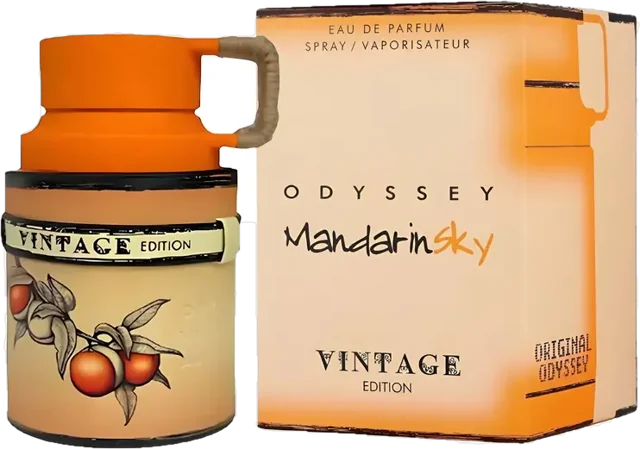 VINTAGE EDITION
EAU DE PARFUM
SPRAY / VAPORISATEUR
ODYSSEY
MandarinSky
VINTAGE
EDITION
ORIGINAL
ODYSSEY